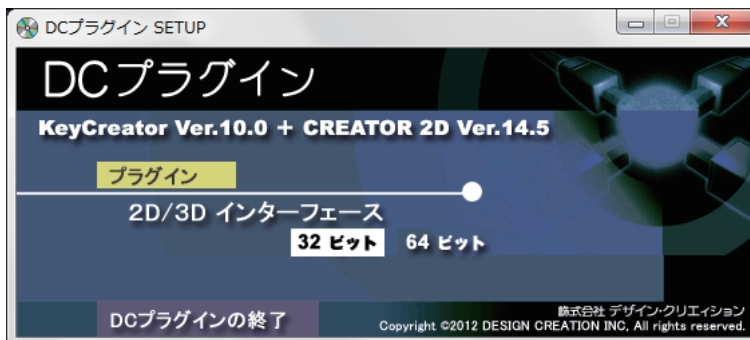 DCプラグイン SETUP
DCプラグイン
KeyCreator Ver.10.0 + CREATOR 2D Ver.14.5
プラグイン
2D/3D インターフェース
32 ビット 64 ビット
DCプラグインの終了
株式会社 デザイン・クリエィション
Copyright ©2012 DESIGN CREATION INC, All rights reserved.